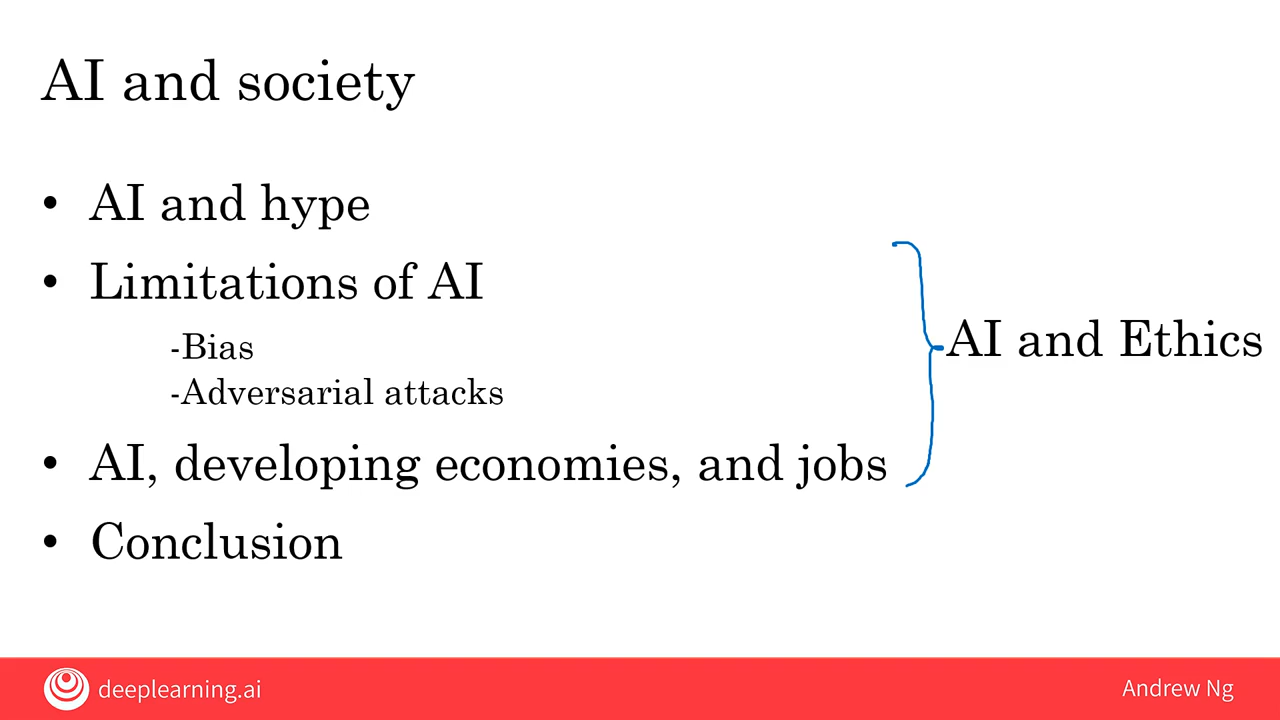 AI and society
• AI and hype
• Limitations of AI
-Bias
-Adversarial attacks
AI and Ethics
• AI, developing economies, and jobs
• Conclusion
deeplearning.ai
Andrew Ng